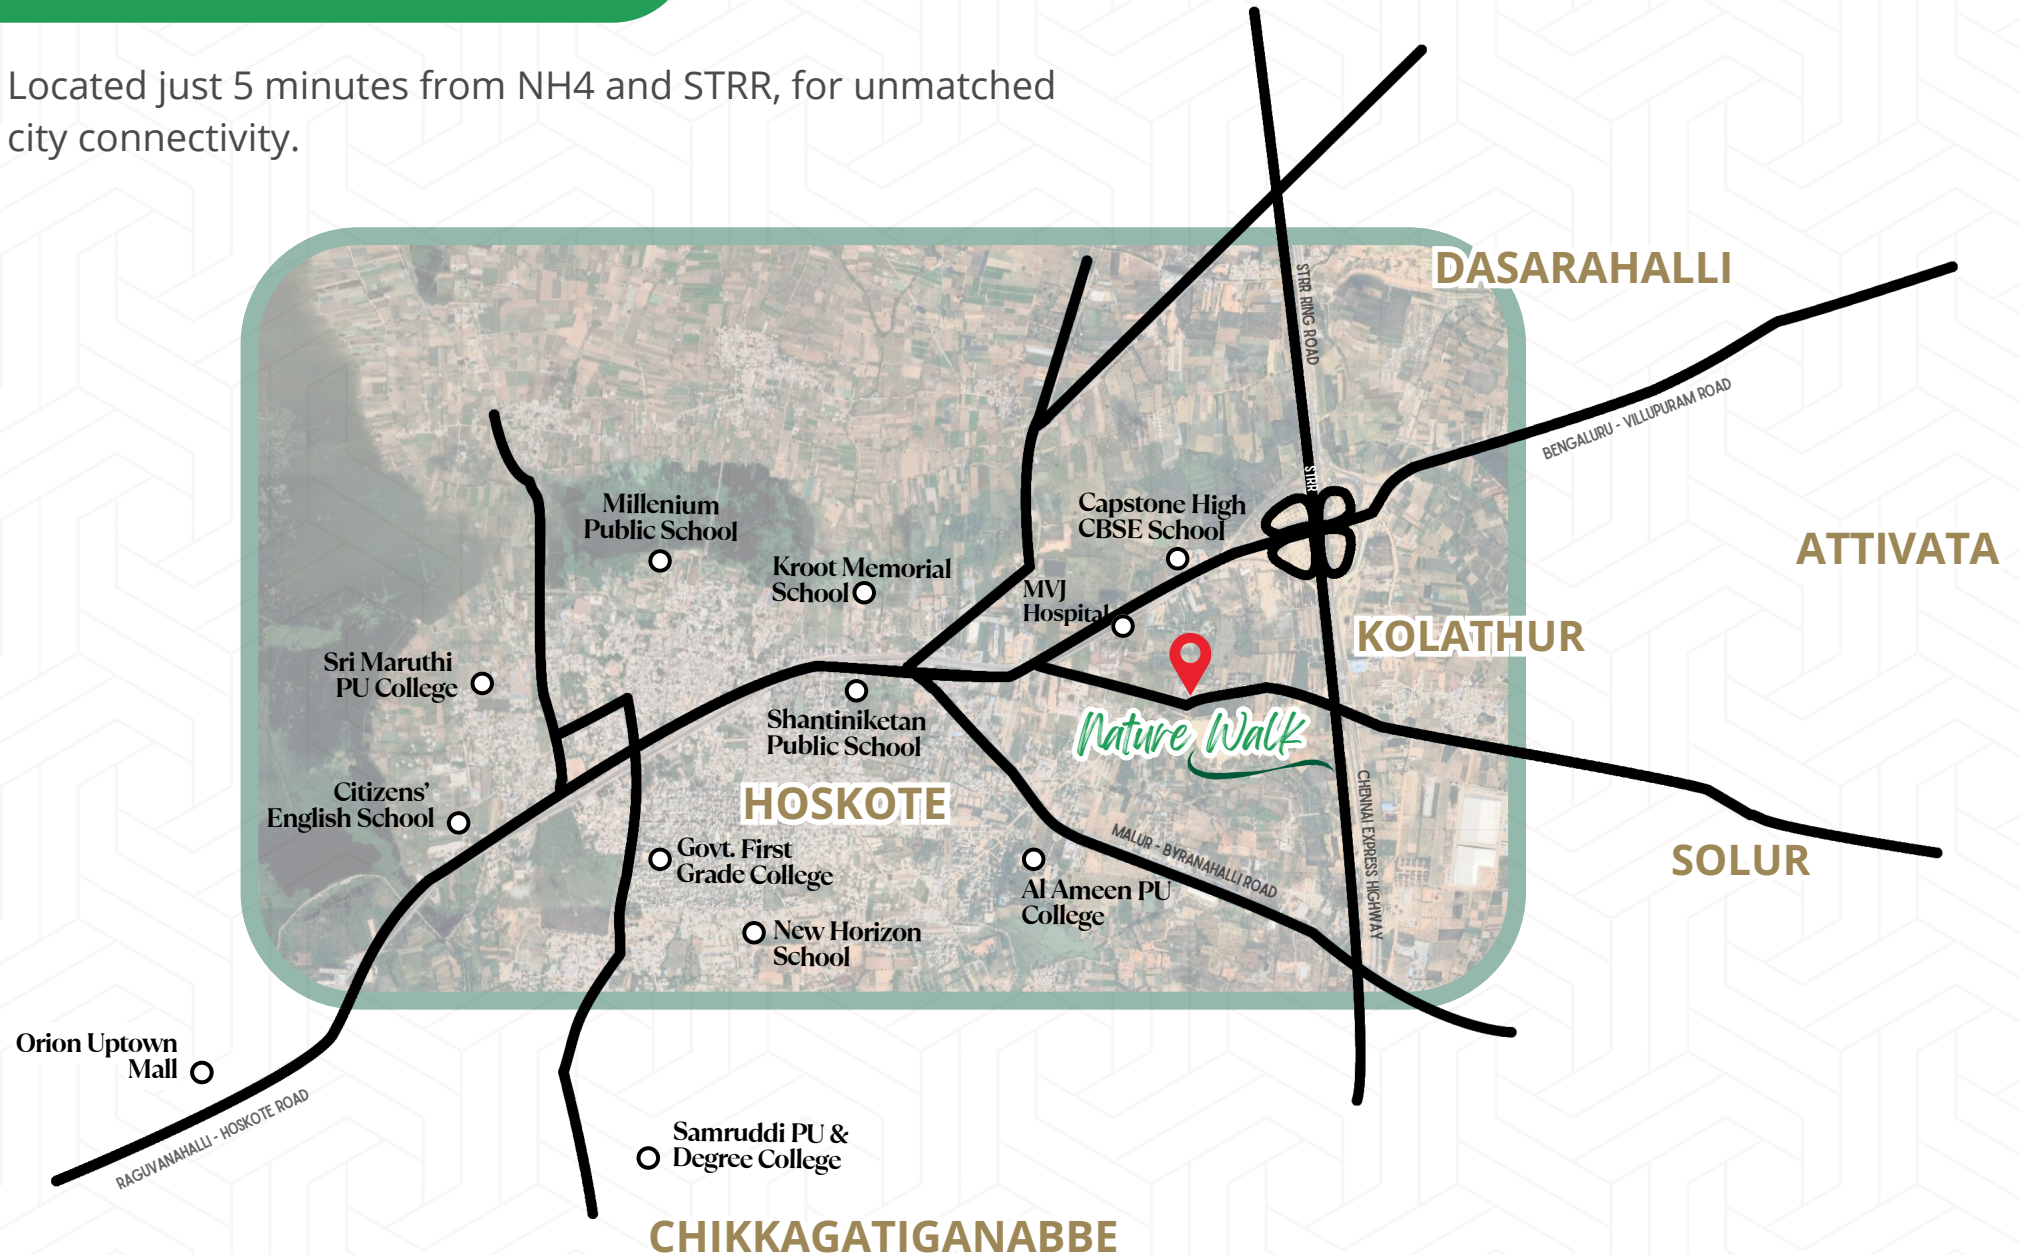 Located just 5 minutes from NH4 and STRR, for unmatched
city connectivity.
DASARAHALLI
STRR RING ROAD
BENGALURU - VILLUPURAM ROAD
STRR
Millenium
Public School
Capstone High
CBSE School
Kroot Memorial
School
MVJ
Hospital
ATTIVATA
KOLATHUR
Sri Maruthi
PU College
Shantiniketan
Public School
Nature Walk
Citizens’
English School
HOSKOTE
CHENNAI EXPRESS HIGHWAY
MALUR - BYRANAHALLI ROAD
Govt. First
Grade College
SOLUR
Al Ameen PU
College
New Horizon
School
Orion Uptown
Mall
RAGUVANAHALLI - HOSKOTE ROAD
Samruddi PU &
Degree College
CHIKKAGATIGANABBE